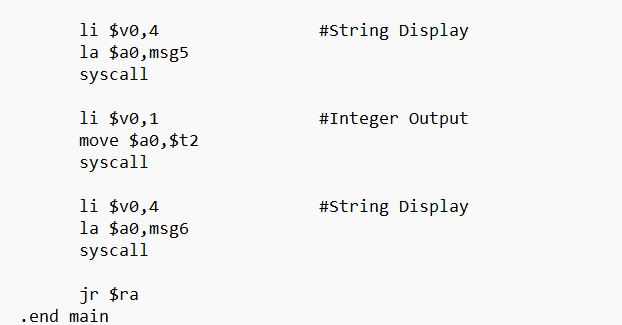 li $v0,4 #String Display
la $a0,msg5
syscall
li $v0,1 #Integer Output
move $a0,$t2
syscall
li $v0,4 #String Display
la $a0,msg6
syscall
jr $ra
.end main